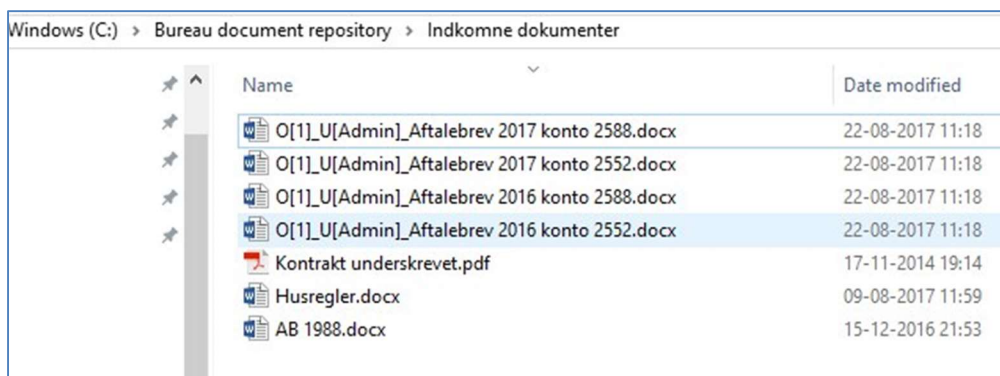 Windows (C:) > Bureau document repository > Indkomne dokumenter
Name Date modified
O[1]_U[Admin]_Aftalebrev 2017 konto 2588.docx 22-08-2017 11:18
O[1]_U[Admin]_Aftalebrev 2017 konto 2552.docx 22-08-2017 11:18
O[1]_U[Admin]_Aftalebrev 2016 konto 2588.docx 22-08-2017 11:18
O[1]_U[Admin]_Aftalebrev 2016 konto 2552.docx 22-08-2017 11:18
Kontrakt underskrevet.pdf 17-11-2014 19:14
Husregler.docx 09-08-2017 11:59
AB 1988.docx 15-12-2016 21:53